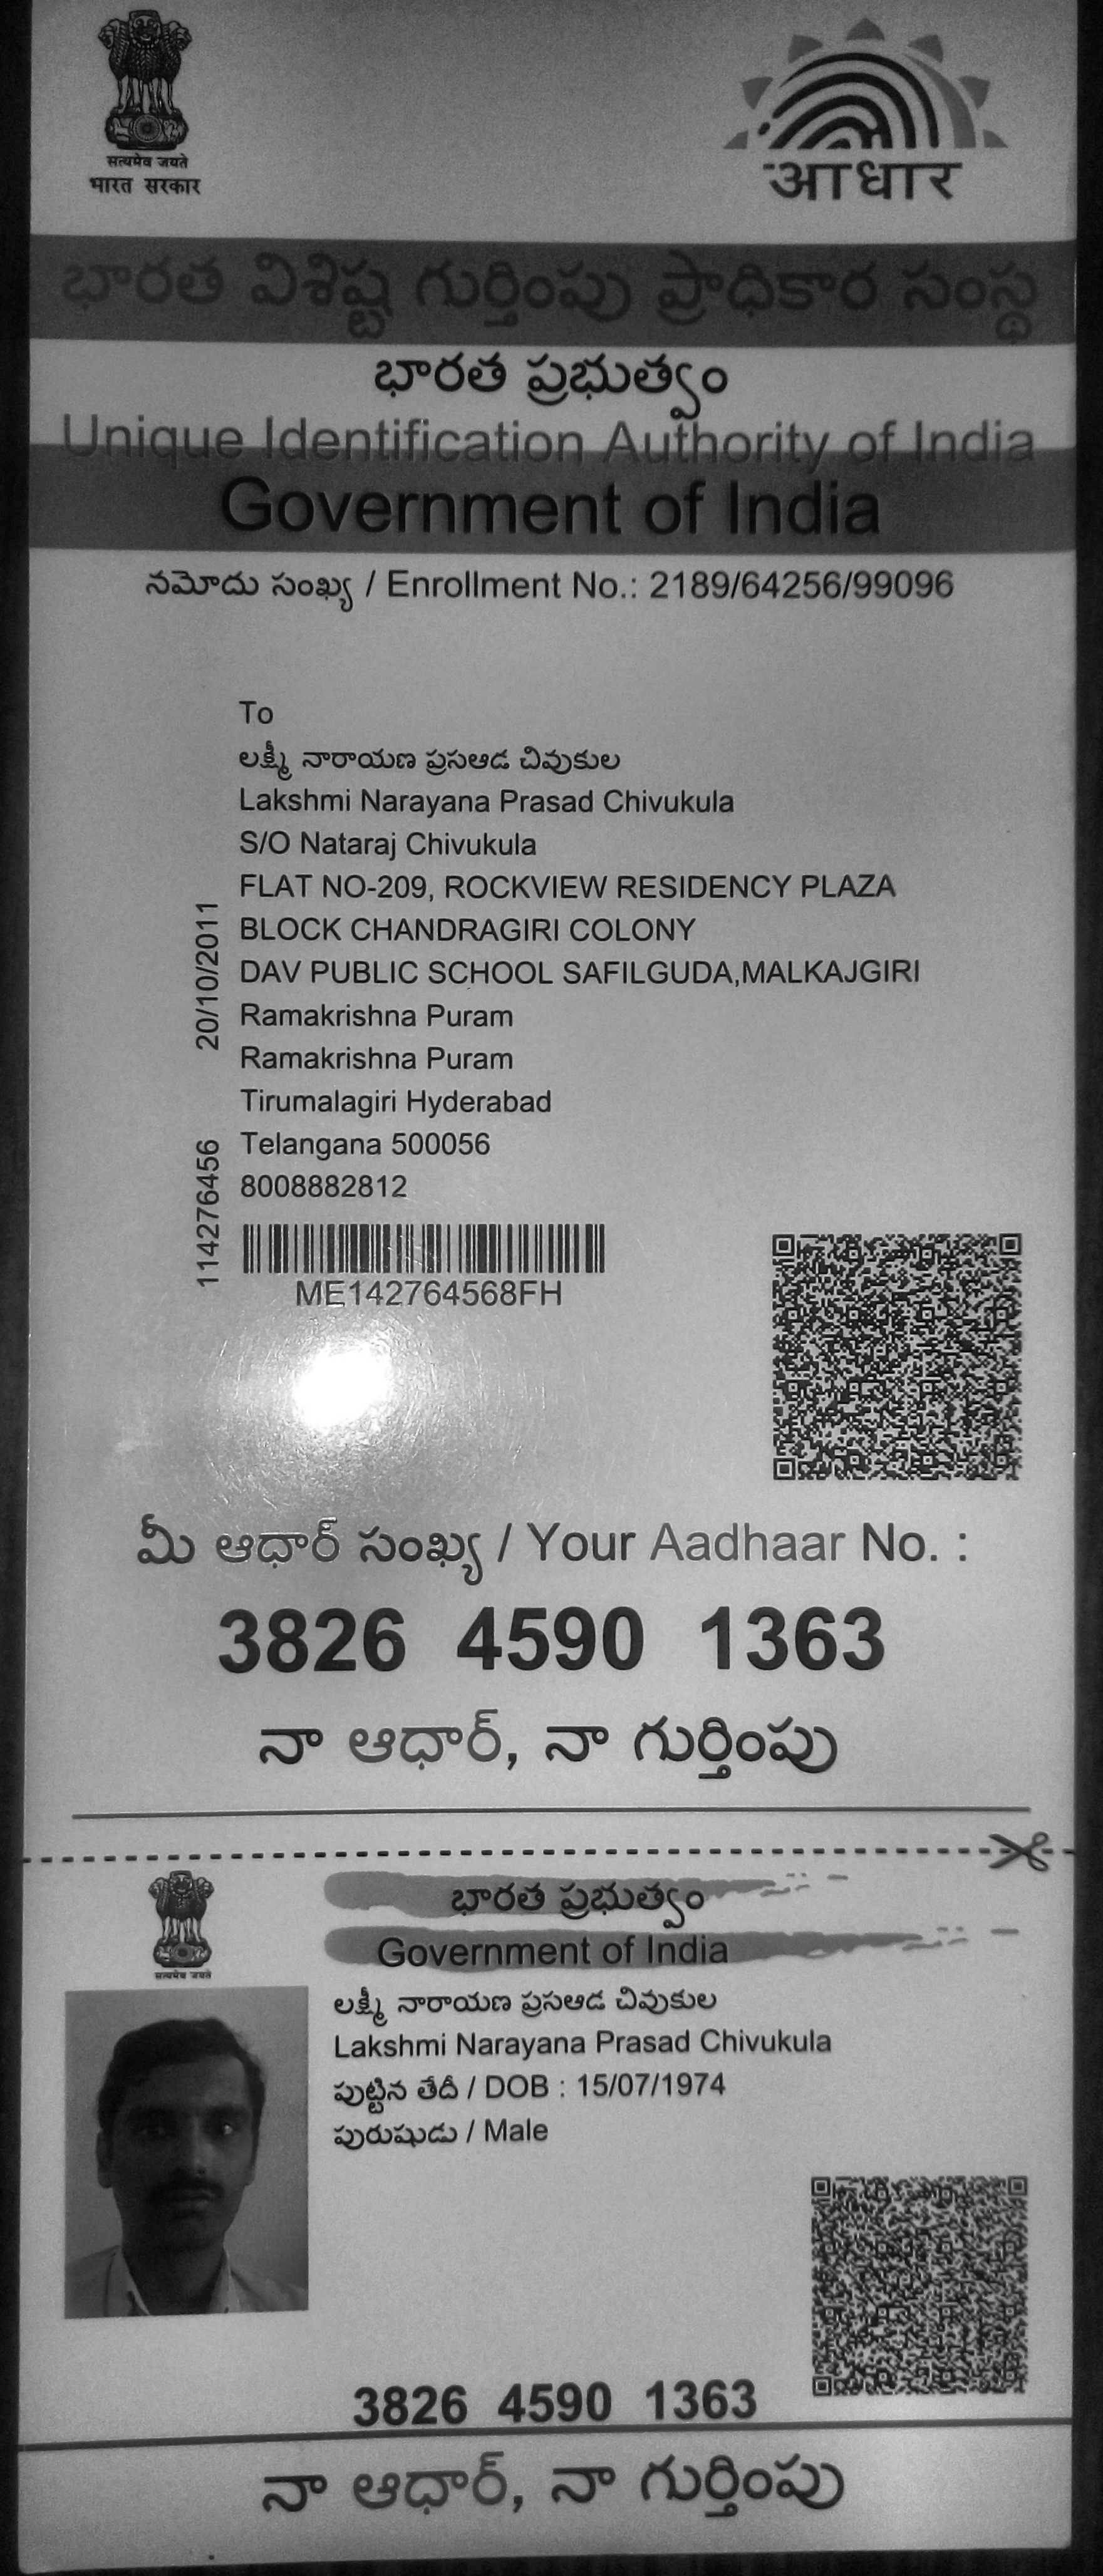 सत्यमेव जयते
भारत सरकार
आधार
భారత విశిష్ట గుర్తింపు ప్రాధికార సంస్థ
భారత ప్రభుత్వం
Unique Identification Authority of India
Government of India
నమోదు సంఖ్య / Enrollment No.: 2189/64256/99096
To
లక్ష్మీ నారాయణ ప్రసఆడ చివుకుల
Lakshmi Narayana Prasad Chivukula
S/O Nataraj Chivukula
FLAT NO-209, ROCKVIEW RESIDENCY PLAZA
BLOCK CHANDRAGIRI COLONY
DAV PUBLIC SCHOOL SAFILGUDA,MALKAJGIRI
Ramakrishna Puram
Ramakrishna Puram
Tirumalagiri Hyderabad
Telangana 500056
8008882812
20/10/2011
114276456
ME142764568FH
మీ ఆధార్ సంఖ్య / Your Aadhaar No. :
3826 4590 1363
నా ఆధార్, నా గుర్తింపు
सत्यमेव जयते
భారత ప్రభుత్వం
Government of India
లక్ష్మీ నారాయణ ప్రసఆడ చివుకుల
Lakshmi Narayana Prasad Chivukula
పుట్టిన తేదీ / DOB : 15/07/1974
పురుషుడు / Male
3826 4590 1363
నా ఆధార్, నా గుర్తింపు